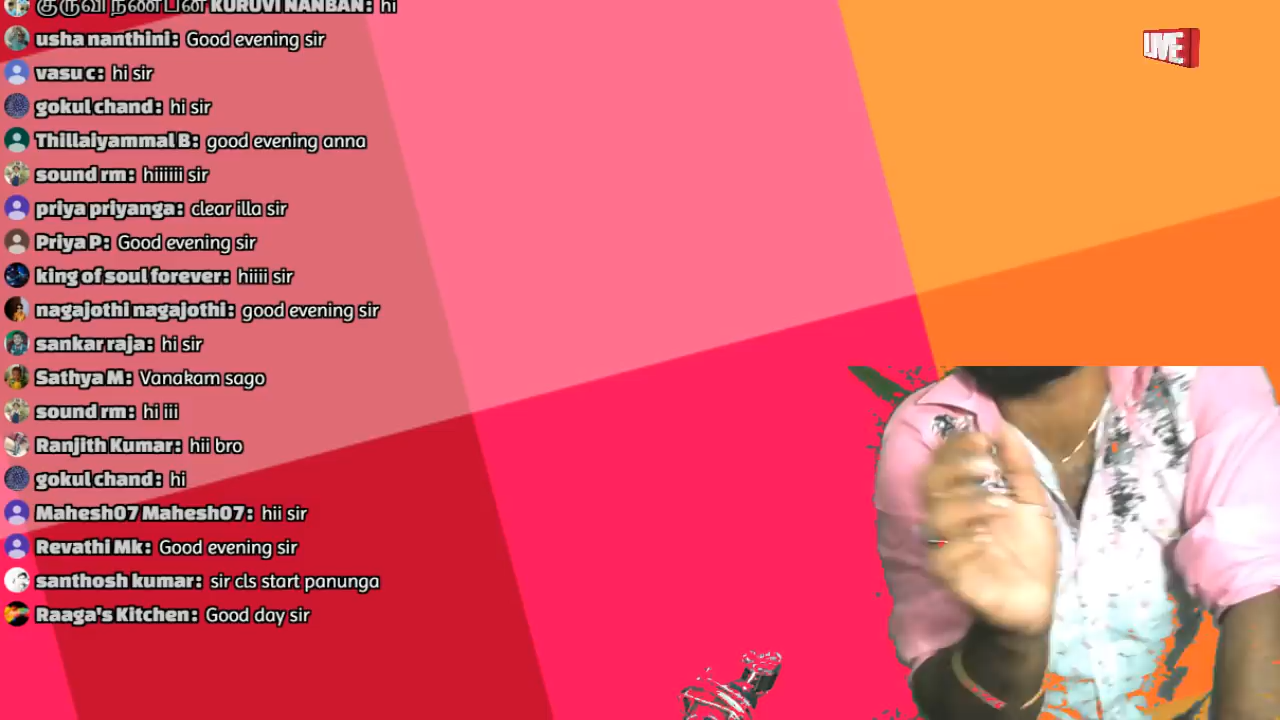 குருவி நண்பன் KURUVI NANBAN: hi
usha nanthini: Good evening sir
vasu c: hi sir
gokul chand: hi sir
Thillaiyammal B: good evening anna
sound rm: hiiiiii sir
priya priyanga: clear illa sir
Priya P: Good evening sir
king of soul forever: hiiii sir
nagajothi nagajothi: good evening sir
sankar raja: hi sir
Sathya M: Vanakam sago
sound rm: hi iii
Ranjith Kumar: hii bro
gokul chand: hi
Mahesh07 Mahesh07: hii sir
Revathi Mk: Good evening sir
santhosh kumar: sir cls start panunga
Raaga's Kitchen: Good day sir
LIVE